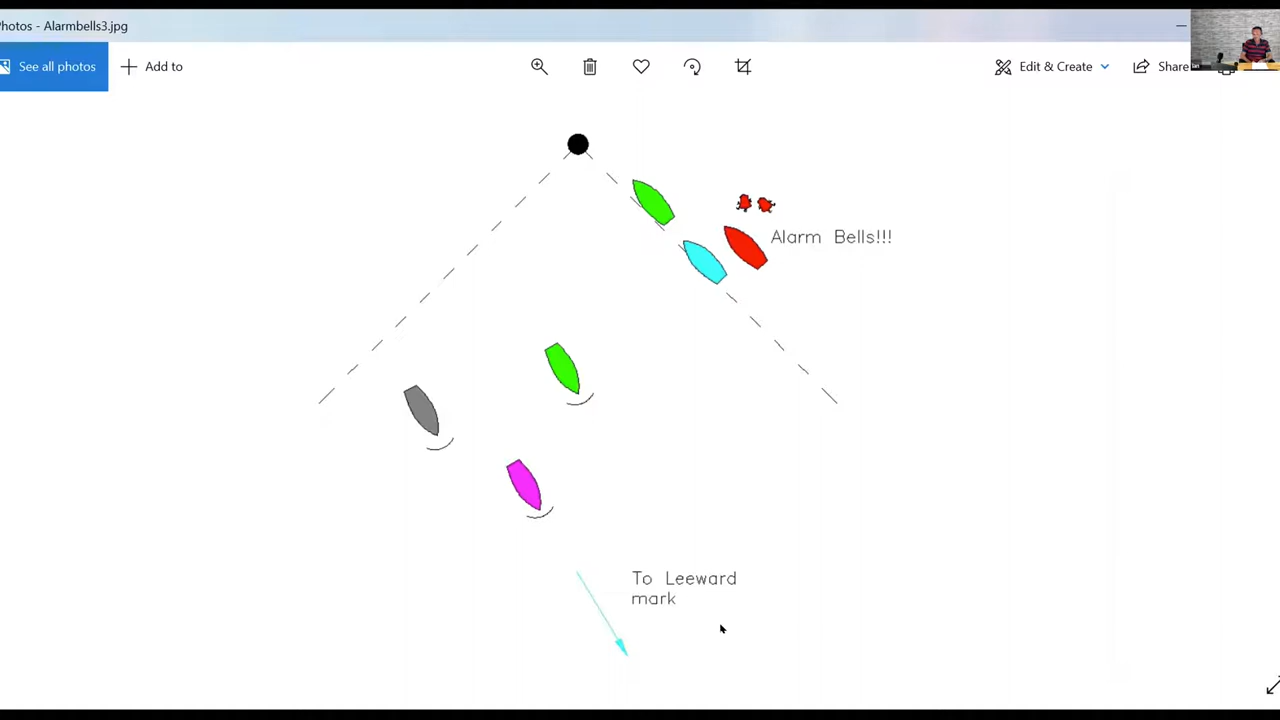 Photos - Alarmbells3.jpg
See all photos
Add to
Edit & Create
Share
Alarm Bells!!!
To Leeward
mark